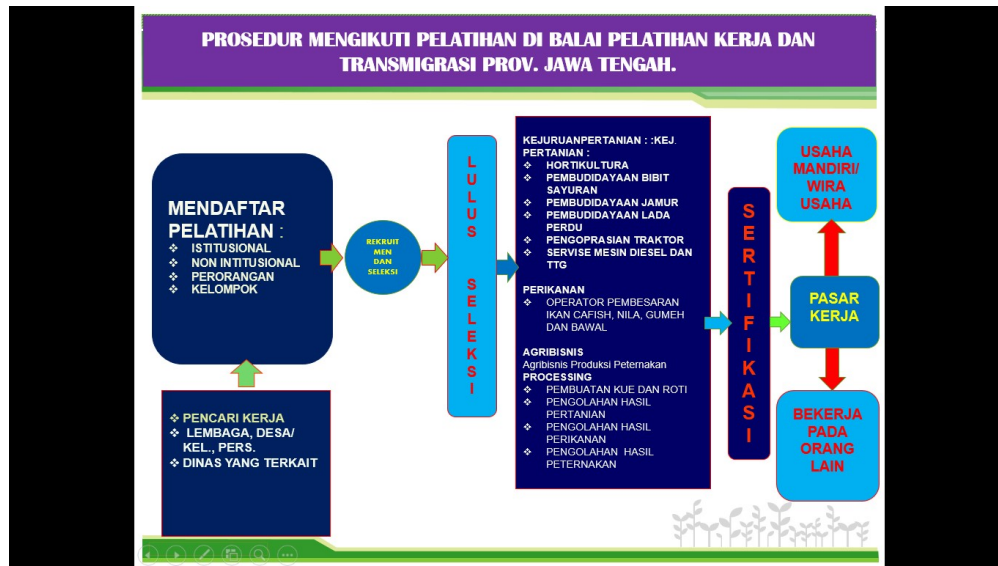 PROSEDUR MENGIKUTI PELATIHAN DI BALAI PELATIHAN KERJA DAN
TRANSMIGRASI PROV. JAWA TENGAH.
MENDAFTAR
PELATIHAN :
❖ ISTITUSIONAL
❖ NON INTITUSIONAL
❖ PERORANGAN
❖ KELOMPOK
❖ PENCARI KERJA
❖ LEMBAGA, DESA/
KEL., PERS.
❖ DINAS YANG TERKAIT
REKRUIT
MEN
DAN
SELEKSI
LULUS SELEKSI
KEJURUANPERTANIAN : :KEJ.
PERTANIAN :
❖ HORTIKULTURA
❖ PEMBUDIDAYAAN BIBIT
SAYURAN
❖ PEMBUDIDAYAAN JAMUR
❖ PEMBUDIDAYAAN LADA
PERDU
❖ PENGOPRASIAN TRAKTOR
❖ SERVISE MESIN DIESEL DAN
TTG
PERIKANAN
❖ OPERATOR PEMBESARAN
IKAN CAFISH, NILA, GUMEH
DAN BAWAL
AGRIBISNIS
Agribisnis Produksi Peternakan
PROCESSING
❖ PEMBUATAN KUE DAN ROTI
❖ PENGOLAHAN HASIL
PERTANIAN
❖ PENGOLAHAN HASIL
PERIKANAN
❖ PENGOLAHAN HASIL
PETERNAKAN
SERTIFIKASI
USAHA
MANDIRI/
WIRA
USAHA
PASAR
KERJA
BEKERJA
PADA
ORANG
LAIN